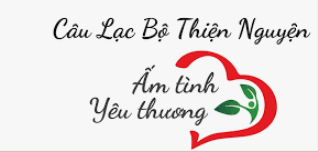 Câu Lạc Bộ Thiện Nguyện
Ấm tình
Yêu thương